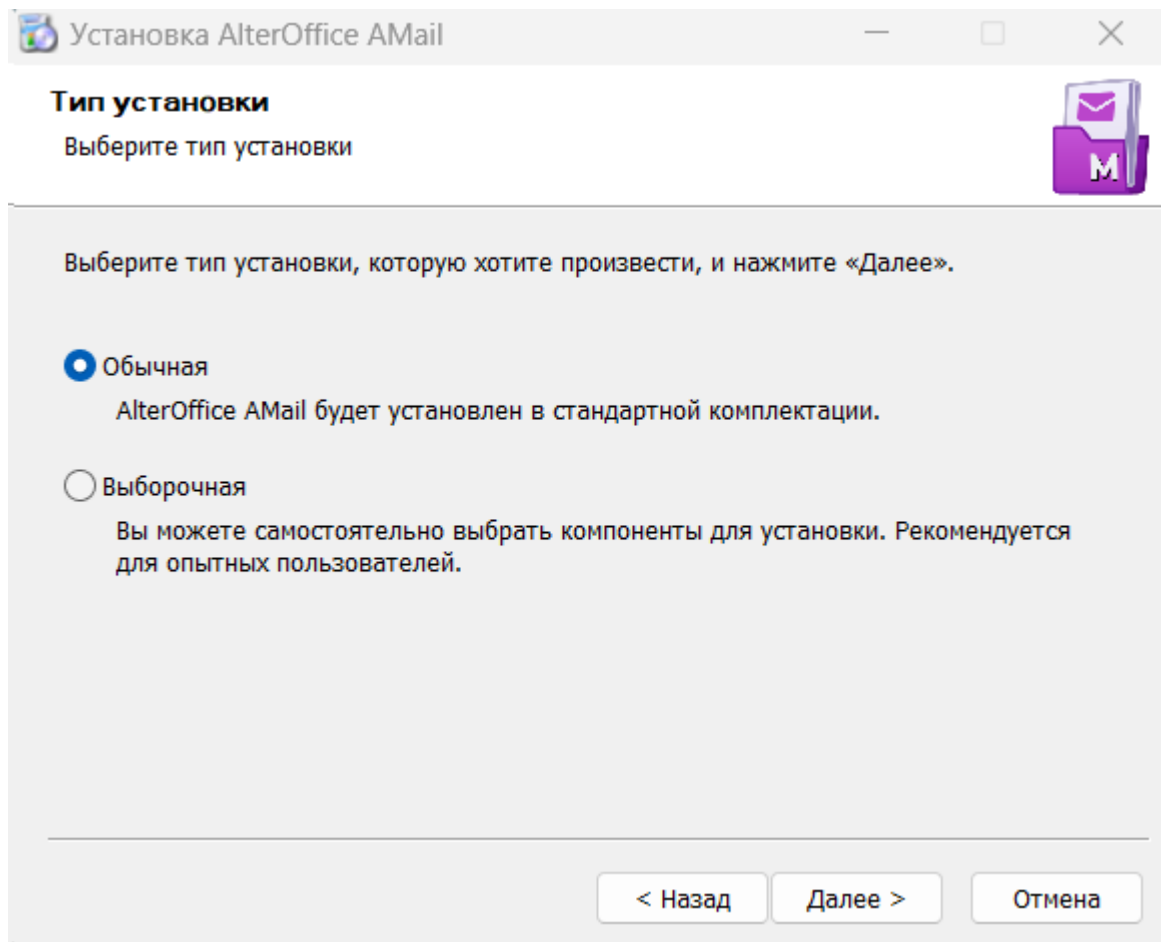 Установка AlterOffice AMail
Тип установки
Выберите тип установки
M
Выберите тип установки, которую хотите произвести, и нажмите «Далее».
Обычная
AlterOffice AMail будет установлен в стандартной комплектации.
Выборочная
Вы можете самостоятельно выбрать компоненты для установки. Рекомендуется
для опытных пользователей.
< Назад
Далее >
Отмена